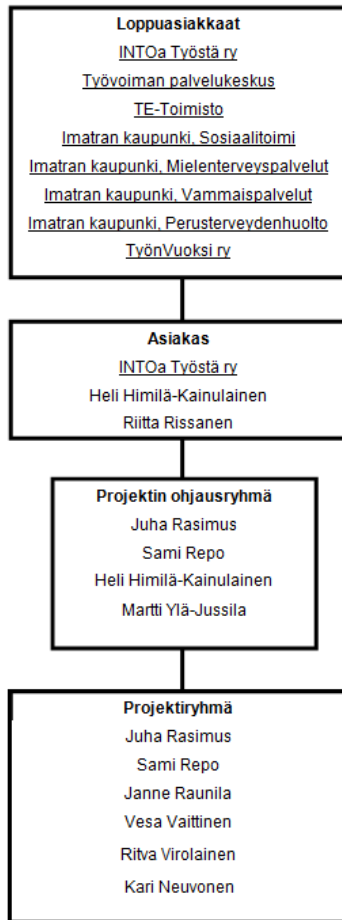 Loppuasiakkaat
INTOa Työstä ry
Työvoiman palvelukeskus
TE-Toimisto
Imatran kaupunki, Sosiaalitoimi
Imatran kaupunki, Mielenterveyspalvelut
Imatran kaupunki, Vammaispalvelut
Imatran kaupunki, Perusterveydenhuolto
TyönVuoksi ry
Asiakas
INTOa Työstä ry
Heli Himilä-Kainulainen
Riitta Rissanen
Projektin ohjausryhmä
Juha Rasimus
Sami Repo
Heli Himilä-Kainulainen
Martti Ylä-Jussila
Projektiryhmä
Juha Rasimus
Sami Repo
Janne Raunila
Vesa Vaittinen
Ritva Virolainen
Kari Neuvonen